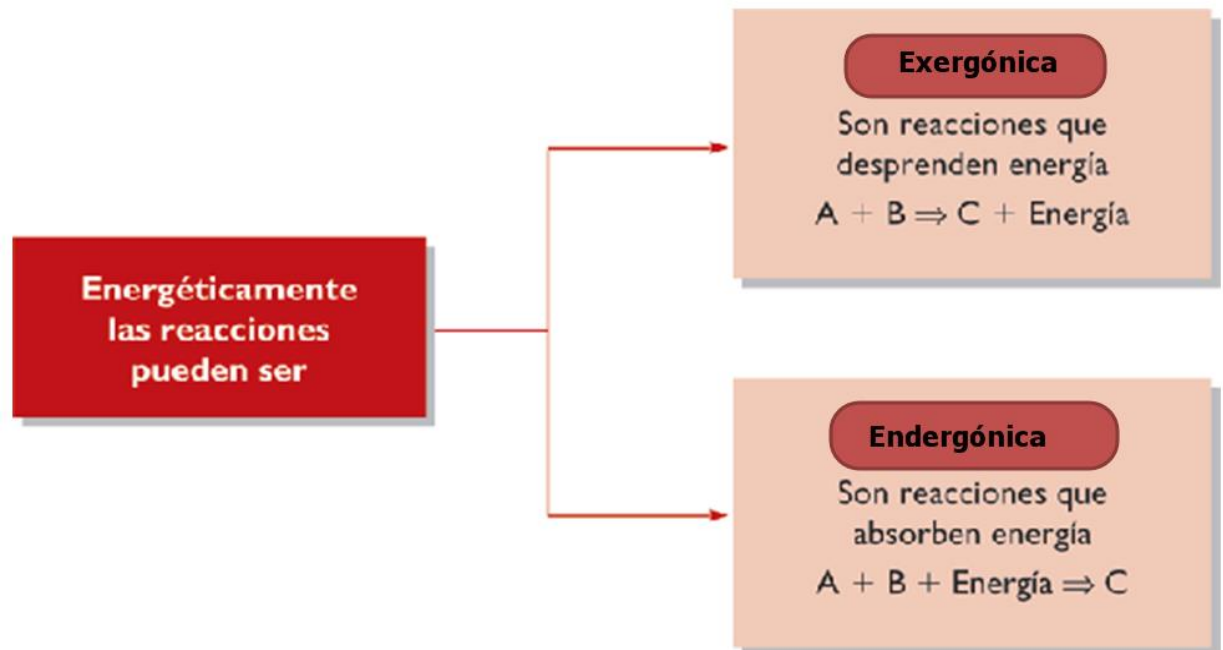 Energéticamente
las reacciones
pueden ser
Exergónica
Son reacciones que
desprenden energía
A + B ⇒ C + Energía
Endergónica
Son reacciones que
absorben energía
A + B + Energía ⇒ C